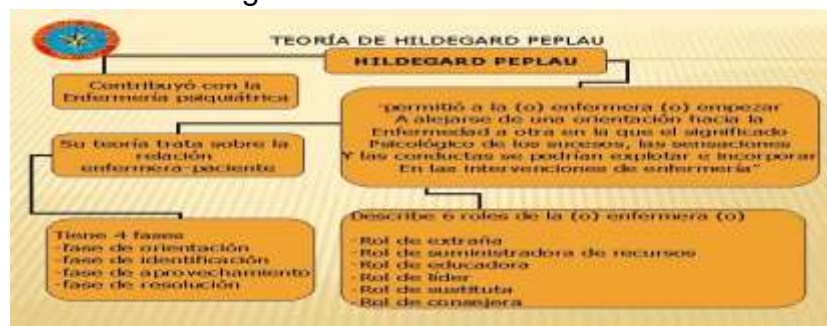 TEORÍA DE HILDEGARD PEPLAU
HILDEGARD PEPLAU
Contribuyó con la
Enfermería psiquiátrica
"permitió a la (o) enfermera (o) empezar
A alejarse de una orientación hacia la
Enfermedad a otra en la que el significado
Psicológico de los sucesos, las sensaciones
Y las conductas se podrían explotar e incorporar
En las intervenciones de enfermería"
Su teoría trata sobre la
relación
enfermera-paciente
Tiene 4 fases
-fase de orientación
-fase de identificación
-fase de aprovechamiento
-fase de resolución
Describe 6 roles de la (o) enfermera (o)
-Rol de extraña
-Rol de suministradora de recursos
-Rol de educadora
-Rol de líder
-Rol de sustituta
-Rol de consejera